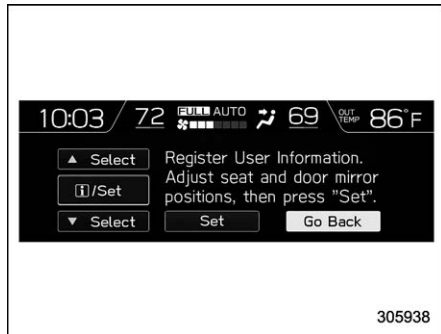 10:03 72 FULL AUTO 69 OUT TEMP 86°F
▲ Select
i/Set
▼ Select
Register User Information.
Adjust seat and door mirror
positions, then press "Set".
Set Go Back
305938